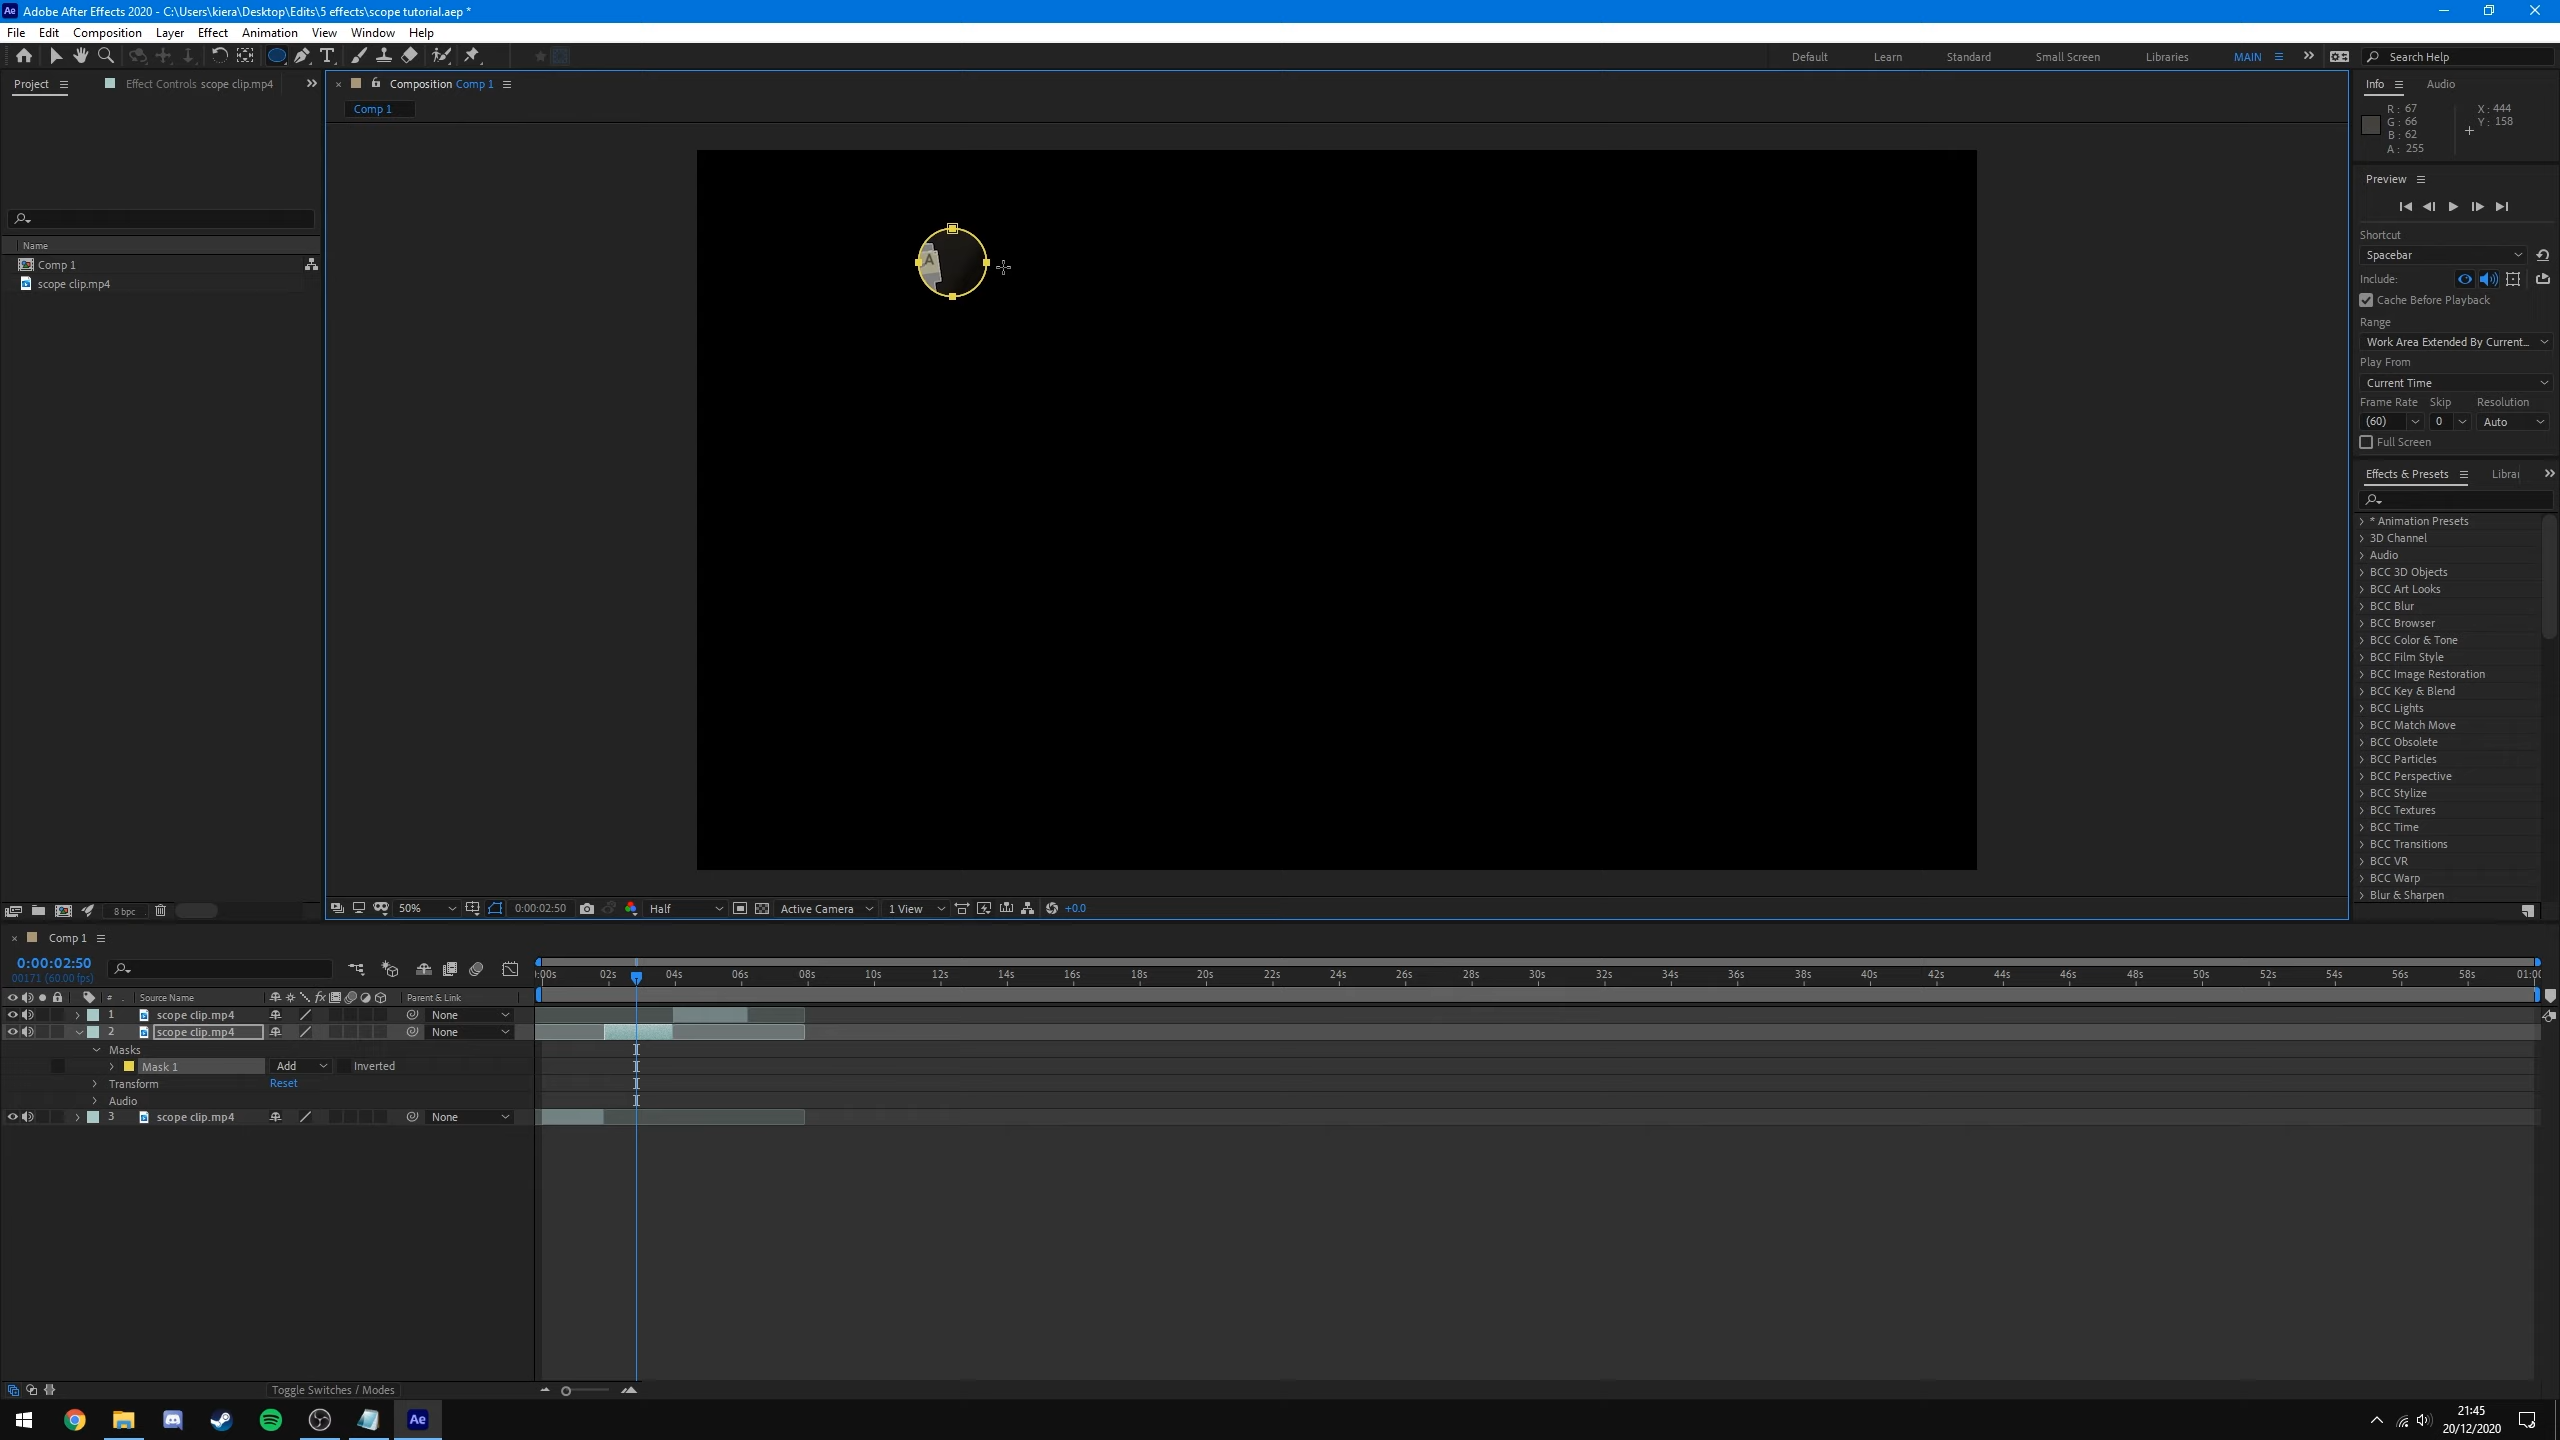 Adobe After Effects 2020 - C:\Users\kiera\Desktop\Edits\5 effects\scope tutorial.aep *
File Edit Composition Layer Effect Animation View Window Help
Default Learn Standard Small Screen Libraries MAIN Search Help
Project Effect Controls scope clip.mp4
Composition Comp 1
Comp 1
Info Audio
R: 67
G: 66
B: 62
A: 255
X: 444
Y: 158
Preview
Shortcut
Spacebar
Include:
Cache Before Playback
Range
Work Area Extended By Current...
Play From
Current Time
Frame Rate Skip Resolution
(60) 0 Auto
Full Screen
Effects & Presets Librar
* Animation Presets
3D Channel
Audio
BCC 3D Objects
BCC Art Looks
BCC Blur
BCC Browser
BCC Color & Tone
BCC Film Style
BCC Image Restoration
BCC Key & Blend
BCC Lights
BCC Match Move
BCC Obsolete
BCC Particles
BCC Perspective
BCC Stylize
BCC Textures
BCC Time
BCC Transitions
BCC VR
BCC Warp
Blur & Sharpen
Name
Comp 1
scope clip.mp4
A
8 bpc
50% 0:00:02:50 Half Active Camera 1 View +0.0
Comp 1
0:00:02:50
00171 (60.00 fps)
):00s 02s 04s 06s 08s 10s 12s 14s 16s 18s 20s 22s 24s 26s 28s 30s 32s 34s 36s 38s 40s 42s 44s 46s 48s 50s 52s 54s 56s 58s 01:00
# . Source Name fx Parent & Link
1 scope clip.mp4 None
2 scope clip.mp4 None
Masks
Mask 1 Add Inverted
Transform Reset
Audio
3 scope clip.mp4 None
Toggle Switches / Modes
Ae
21:45
20/12/2020